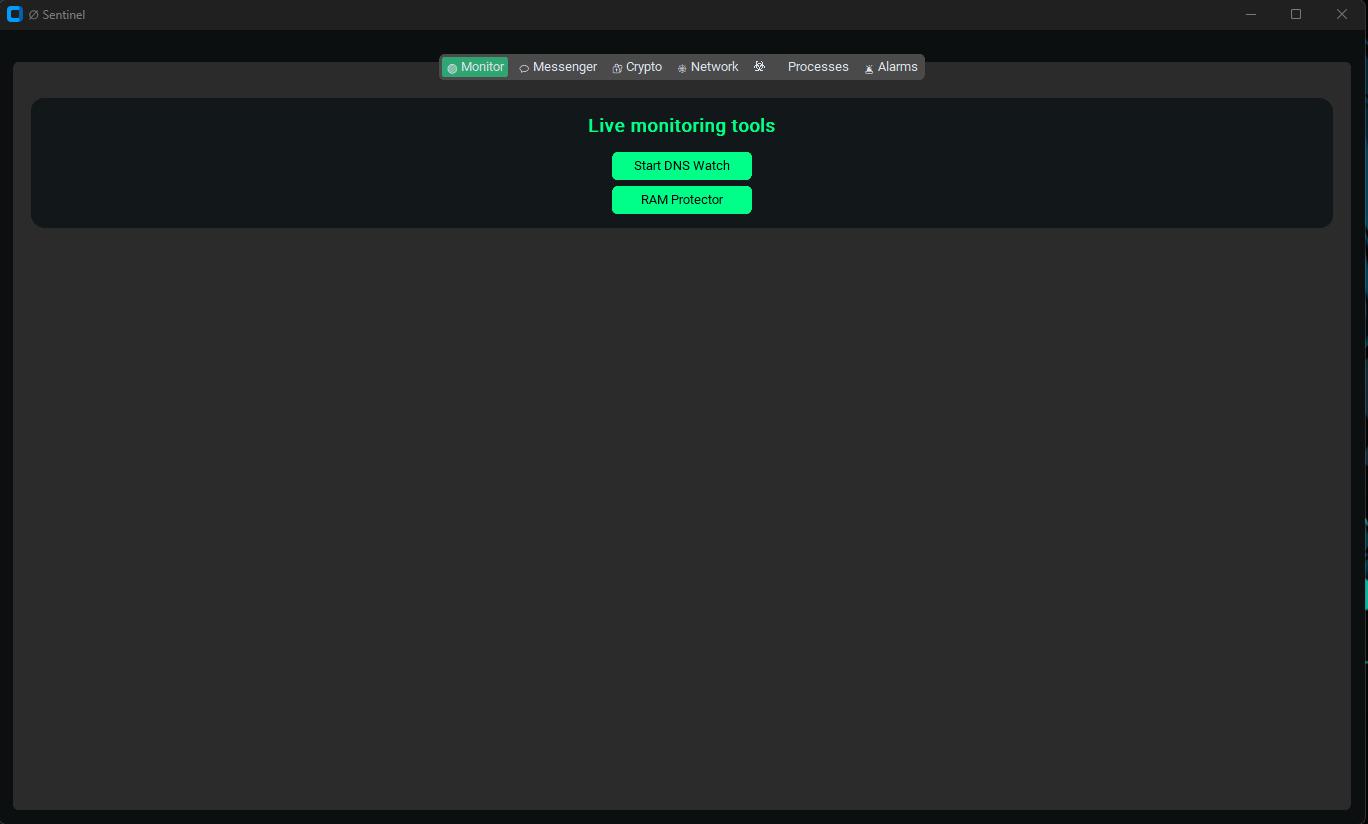 ∅ Sentinel
Monitor Messenger Crypto Network ☣ Processes Alarms
Live monitoring tools
Start DNS Watch
RAM Protector